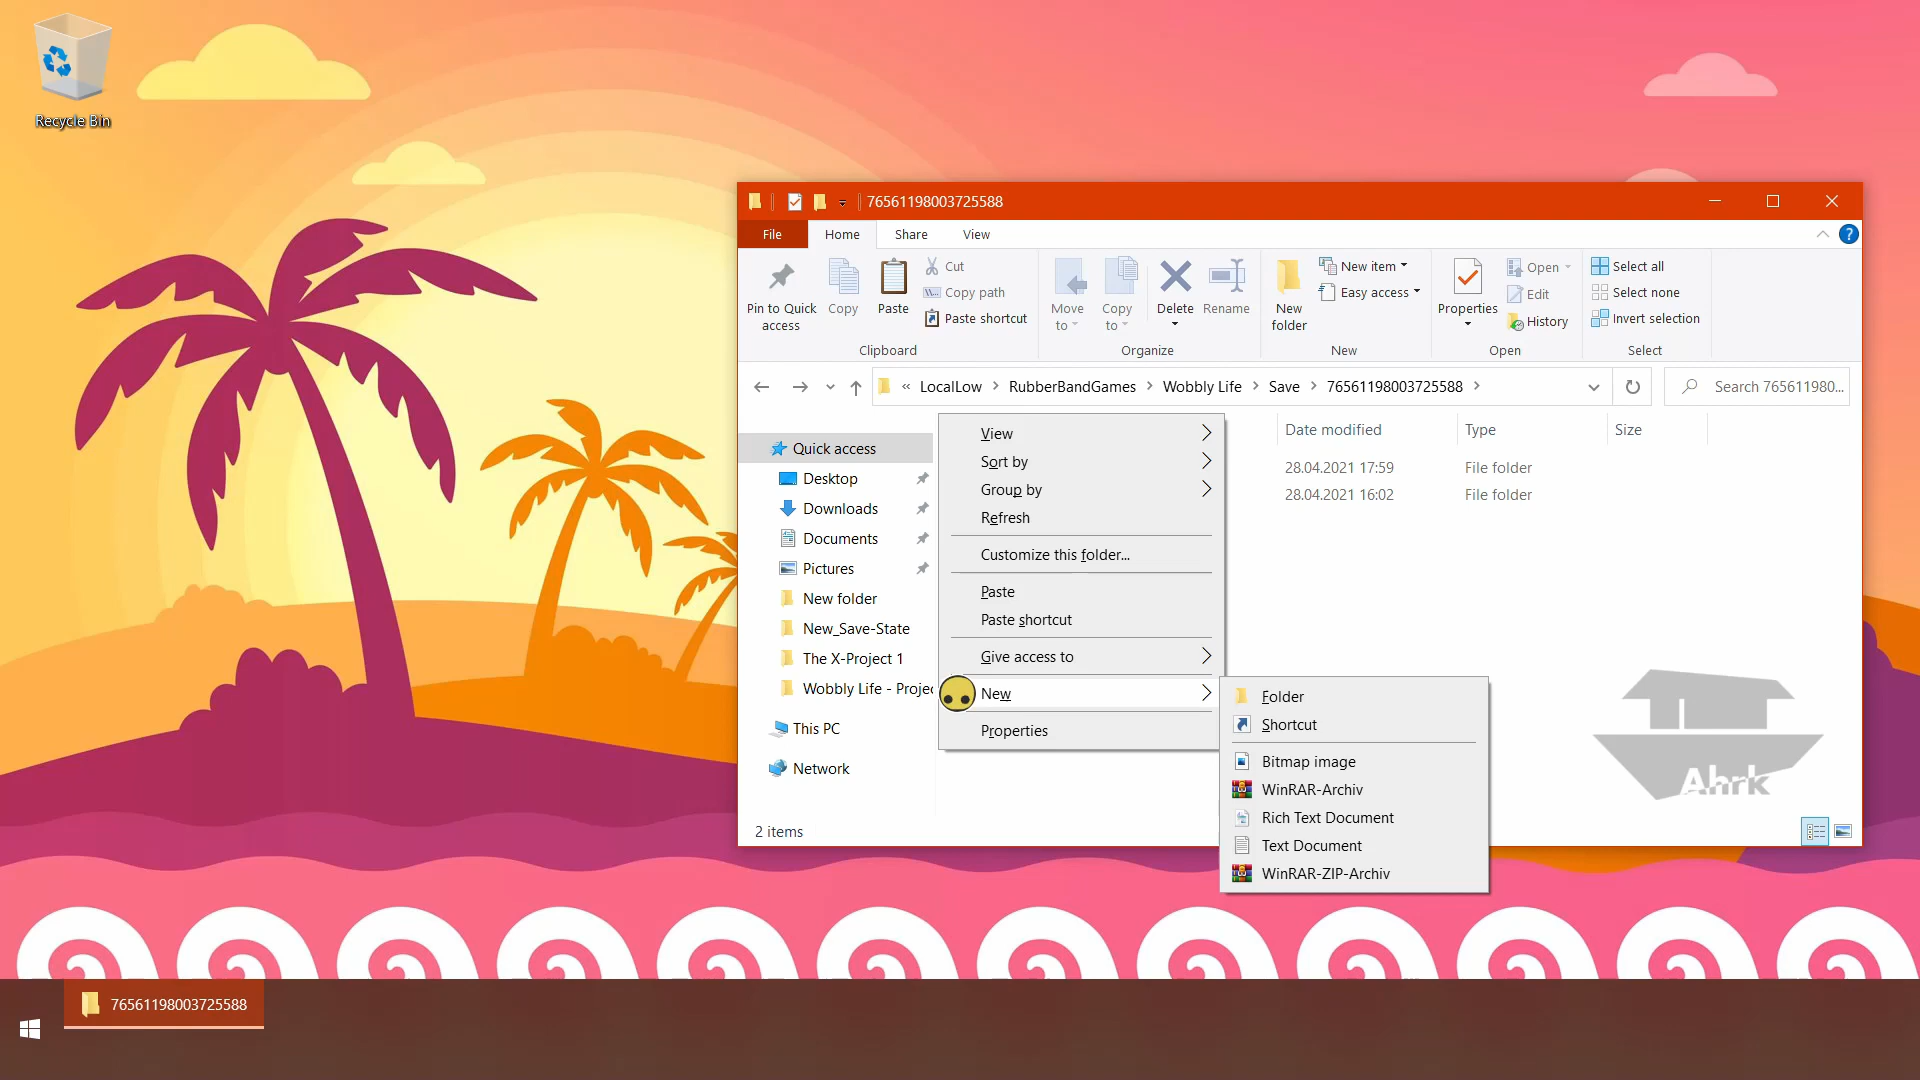 Recycle Bin
76561198003725588
File
Home
Share
View
?
Pin to Quick
access
Copy
Paste
Cut
Copy path
Paste shortcut
Clipboard
Move
to
Copy
to
Delete
Rename
Organize
New
folder
New item
Easy access
New
Properties
Open
Edit
History
Open
Select all
Select none
Invert selection
Select
« LocalLow > RubberBandGames > Wobbly Life > Save > 76561198003725588 >
Search 765611980...
Quick access
Desktop
Downloads
Documents
Pictures
New folder
New_Save-State
The X-Project 1
Wobbly Life - Projec
This PC
Network
2 items
View
Sort by
Group by
Refresh
Customize this folder...
Paste
Paste shortcut
Give access to
New
Properties
Date modified
Type
Size
28.04.2021 17:59
File folder
28.04.2021 16:02
File folder
Folder
Shortcut
Bitmap image
WinRAR-Archiv
Rich Text Document
Text Document
WinRAR-ZIP-Archiv
Ahrk
76561198003725588